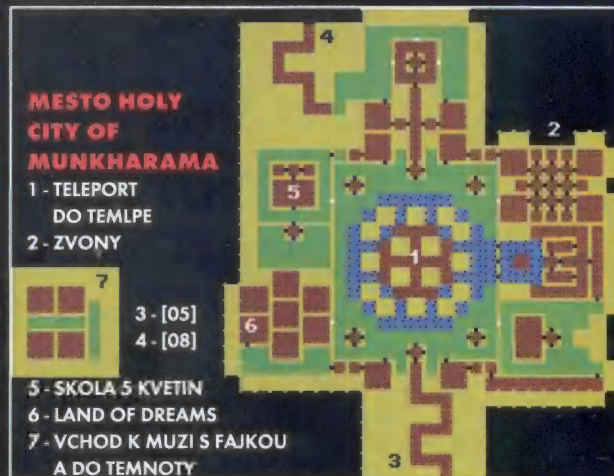 MESTO HOLY
CITY OF
MUNKHARAMA
1 - TELEPORT
DO TEMLPE
2 - ZVONY
3 - [05]
4 - [08]
5 - SKOLA 5 KVETIN
6 - LAND OF DREAMS
7 - VCHOD K MUZI S FAJKOU
A DO TEMNOTY
4
2
5
1
7
6
3